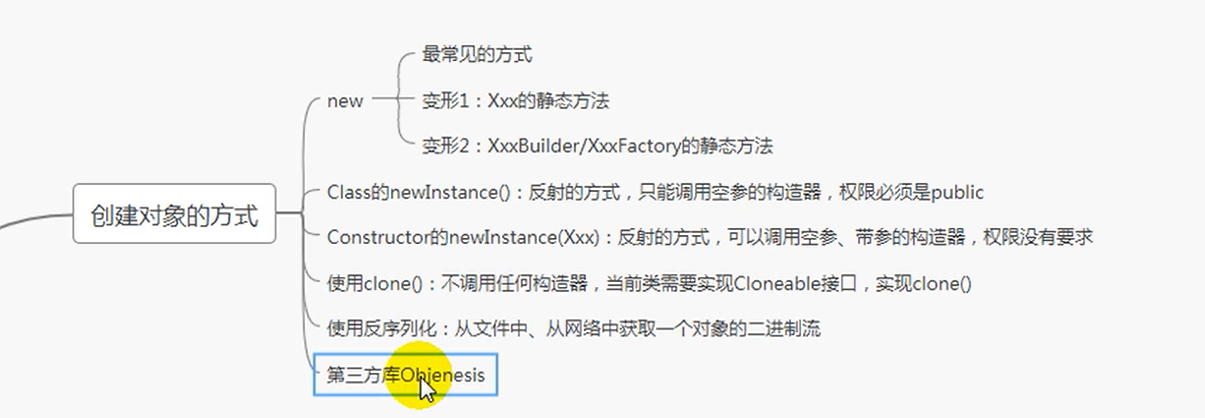 最常见的方式
new
变形1：Xxx的静态方法
变形2：XxxBuilder/XxxFactory的静态方法
创建对象的方式
Class的newInstance()：反射的方式，只能调用空参的构造器，权限必须是public
Constructor的newInstance(Xxx)：反射的方式，可以调用空参、带参的构造器，权限没有要求
使用clone()：不调用任何构造器，当前类需要实现Cloneable接口，实现clone()
使用反序列化：从文件中、从网络中获取一个对象的二进制流
第三方库Objenesis